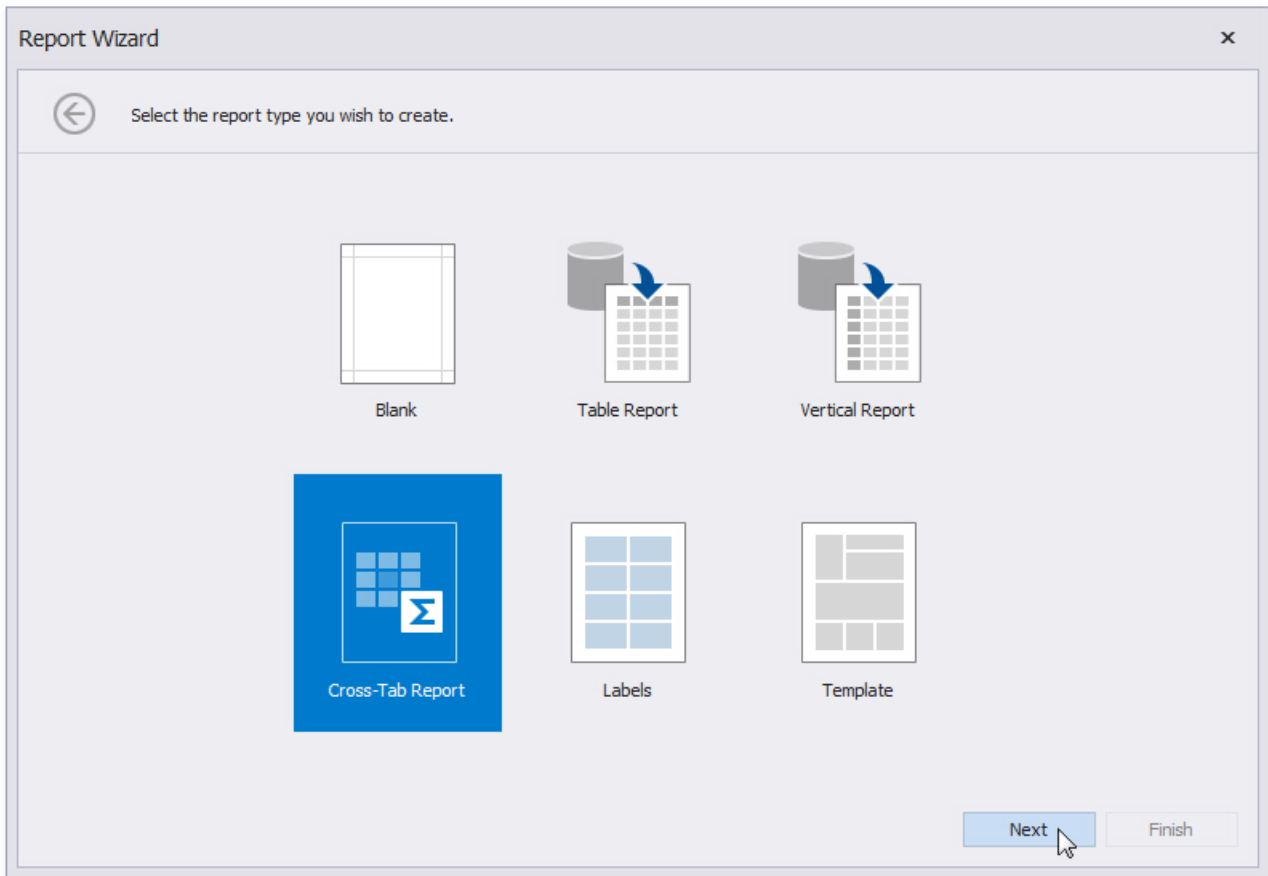 Report Wizard
Select the report type you wish to create.
Blank
Table Report
Vertical Report
Σ
Cross-Tab Report
Labels
Template
Next
Finish